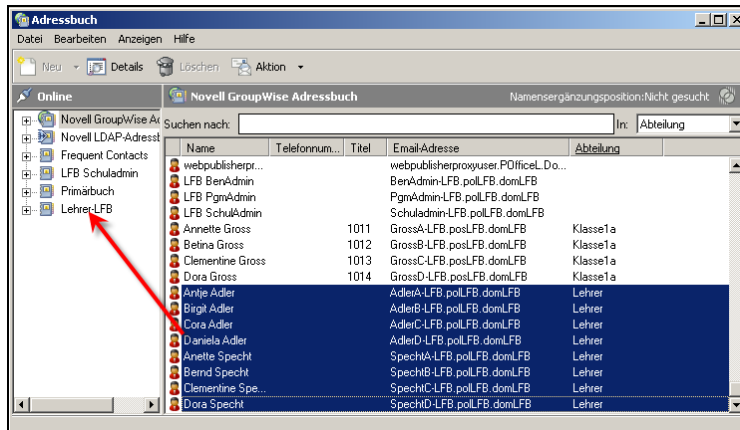 Adressbuch
Datei Bearbeiten Anzeigen Hilfe
Neu Details Löschen Aktion
Online
Novell GroupWise Adressbuch Namensergänzungsposition:Nicht gesucht
Novell GroupWise Ad
Novell LDAP-Adressb
Frequent Contacts
LFB Schuladmin
Primärbuch
Lehrer-LFB
Suchen nach: In: Abteilung
Name Telefonnum... Titel Email-Adresse Abteilung
webpublisherpr... webpublisherproxyuser.POfficeL.Do...
LFB BenAdmin BenAdmin-LFB.polLFB.domLFB
LFB PgmAdmin PgmAdmin-LFB.polLFB.domLFB
LFB SchulAdmin Schuladmin-LFB.polLFB.domLFB
Annette Gross 1011 GrossA-LFB.posLFB.domLFB Klasse1a
Betina Gross 1012 GrossB-LFB.posLFB.domLFB Klasse1a
Clementine Gross 1013 GrossC-LFB.posLFB.domLFB Klasse1a
Dora Gross 1014 GrossD-LFB.posLFB.domLFB Klasse1a
Antje Adler AdlerA-LFB.polLFB.domLFB Lehrer
Birgit Adler AdlerB-LFB.polLFB.domLFB Lehrer
Cora Adler AdlerC-LFB.polLFB.domLFB Lehrer
Daniela Adler AdlerD-LFB.polLFB.domLFB Lehrer
Anette Specht SpechtA-LFB.polLFB.domLFB Lehrer
Bernd Specht SpechtB-LFB.polLFB.domLFB Lehrer
Clementine Spe... SpechtC-LFB.polLFB.domLFB Lehrer
Dora Specht SpechtD-LFB.polLFB.domLFB Lehrer